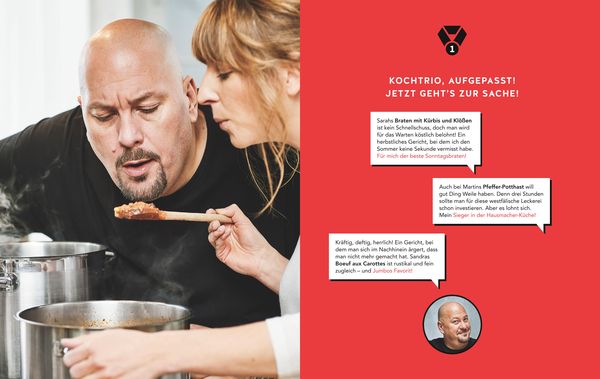 1
KOCHTRIO, AUFGEPASST!
JETZT GEHT'S ZUR SACHE!
Sarahs Braten mit Kürbis und Klößen
ist kein Schnellschuss, doch man wird
für das Warten köstlich belohnt! Ein
herbstliches Gericht, bei dem ich den
Sommer keine Sekunde vermisst habe.
Für mich der beste Sonntagsbraten!
Auch bei Martins Pfeffer-Potthast will
gut Ding Weile haben. Denn drei Stunden
sollte man für diese westfälische Leckerei
schon investieren. Aber es lohnt sich.
Mein Sieger in der Hausmacher-Küche!
Kräftig, deftig, herrlich! Ein Gericht, bei
dem man sich im Nachhinein ärgert, dass
man nicht mehr gemacht hat. Sandras
Boeuf aux Carottes ist rustikal und fein
zugleich – und Jumbos Favorit!